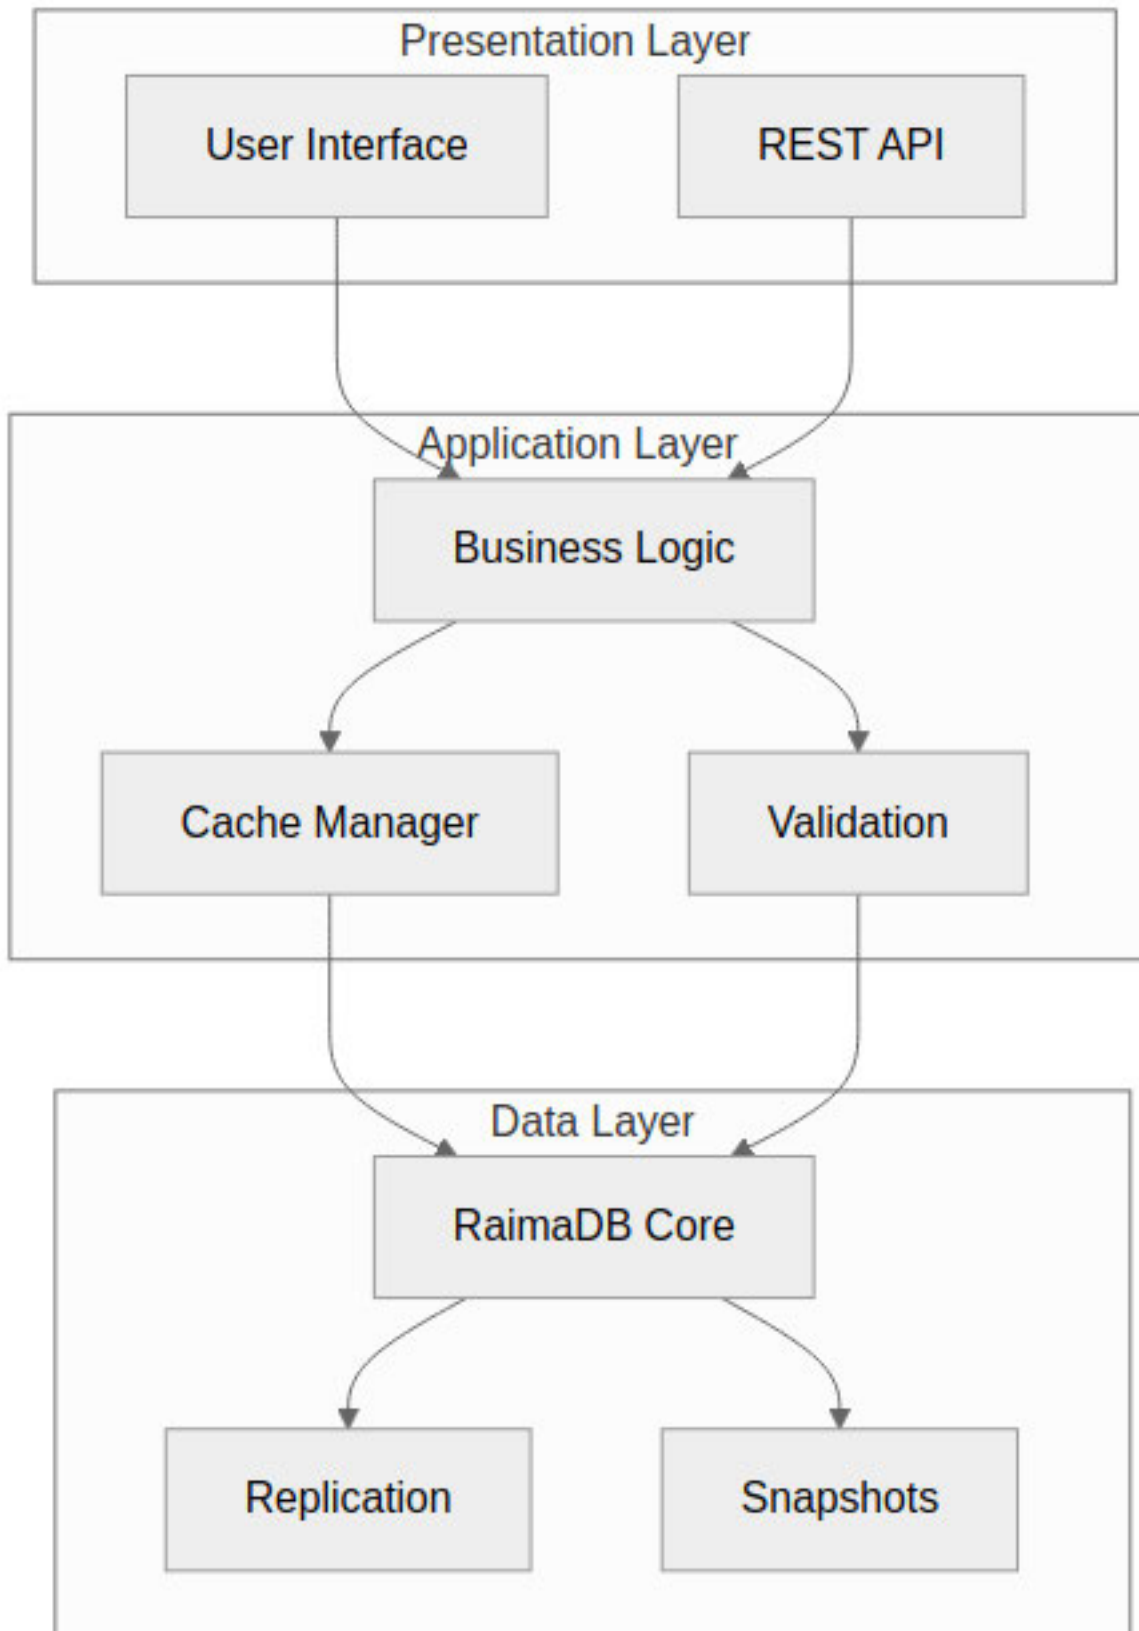 Presentation Layer
User Interface
REST API
Application Layer
Business Logic
Cache Manager
Validation
Data Layer
RaimaDB Core
Replication
Snapshots